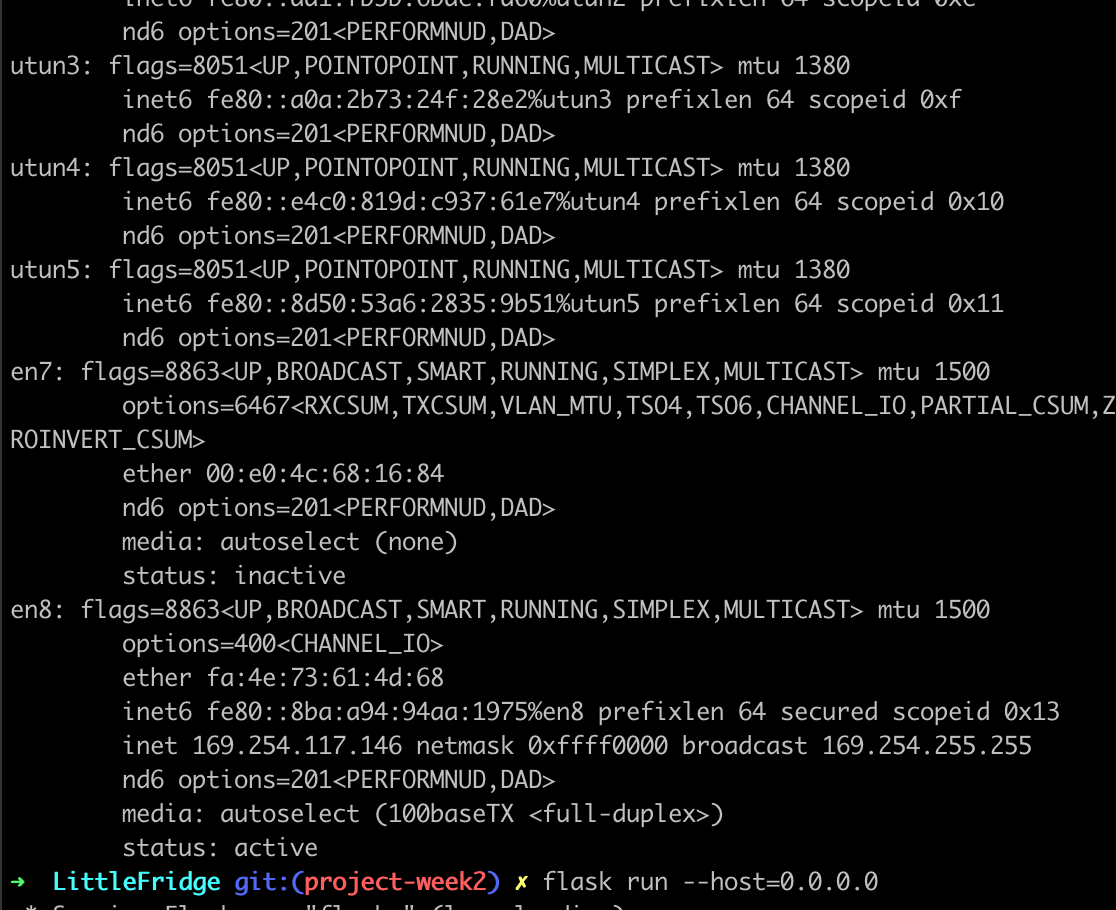 nd6 options=201<PERFORMNUD,DAD>
utun3: flags=8051<UP,POINTOPOINT,RUNNING,MULTICAST> mtu 1380
inet6 fe80::a0a:2b73:24f:28e2%utun3 prefixlen 64 scopeid 0xf
nd6 options=201<PERFORMNUD,DAD>
utun4: flags=8051<UP,POINTOPOINT,RUNNING,MULTICAST> mtu 1380
inet6 fe80::e4c0:819d:c937:61e7%utun4 prefixlen 64 scopeid 0x10
nd6 options=201<PERFORMNUD,DAD>
utun5: flags=8051<UP,POINTOPOINT,RUNNING,MULTICAST> mtu 1380
inet6 fe80::8d50:53a6:2835:9b51%utun5 prefixlen 64 scopeid 0x11
nd6 options=201<PERFORMNUD,DAD>
en7: flags=8863<UP,BROADCAST,SMART,RUNNING,SIMPLEX,MULTICAST> mtu 1500
options=6467<RXCSUM,TXCSUM,VLAN_MTU,TSO4,TSO6,CHANNEL_IO,PARTIAL_CSUM,Z
ROINVERT_CSUM>
ether 00:e0:4c:68:16:84
nd6 options=201<PERFORMNUD,DAD>
media: autoselect (none)
status: inactive
en8: flags=8863<UP,BROADCAST,SMART,RUNNING,SIMPLEX,MULTICAST> mtu 1500
options=400<CHANNEL_IO>
ether fa:4e:73:61:4d:68
inet6 fe80::8ba:a94:94aa:1975%en8 prefixlen 64 secured scopeid 0x13
inet 169.254.117.146 netmask 0xffff0000 broadcast 169.254.255.255
nd6 options=201<PERFORMNUD,DAD>
media: autoselect (100baseTX <full-duplex>)
status: active
➜ LittleFridge git:(project-week2) ✗ flask run --host=0.0.0.0